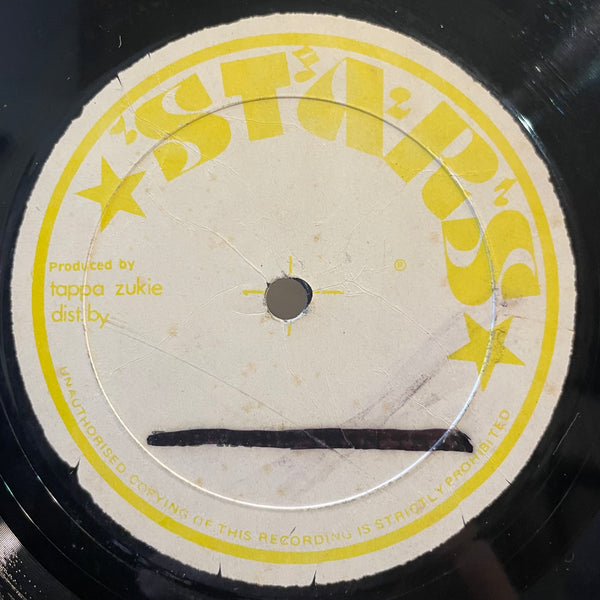 STARS
®
Produced by
tappa zukie
dist by
UNAUTHORISED COPYING OF THIS RECORDING IS STRICTLY PROHIBITED